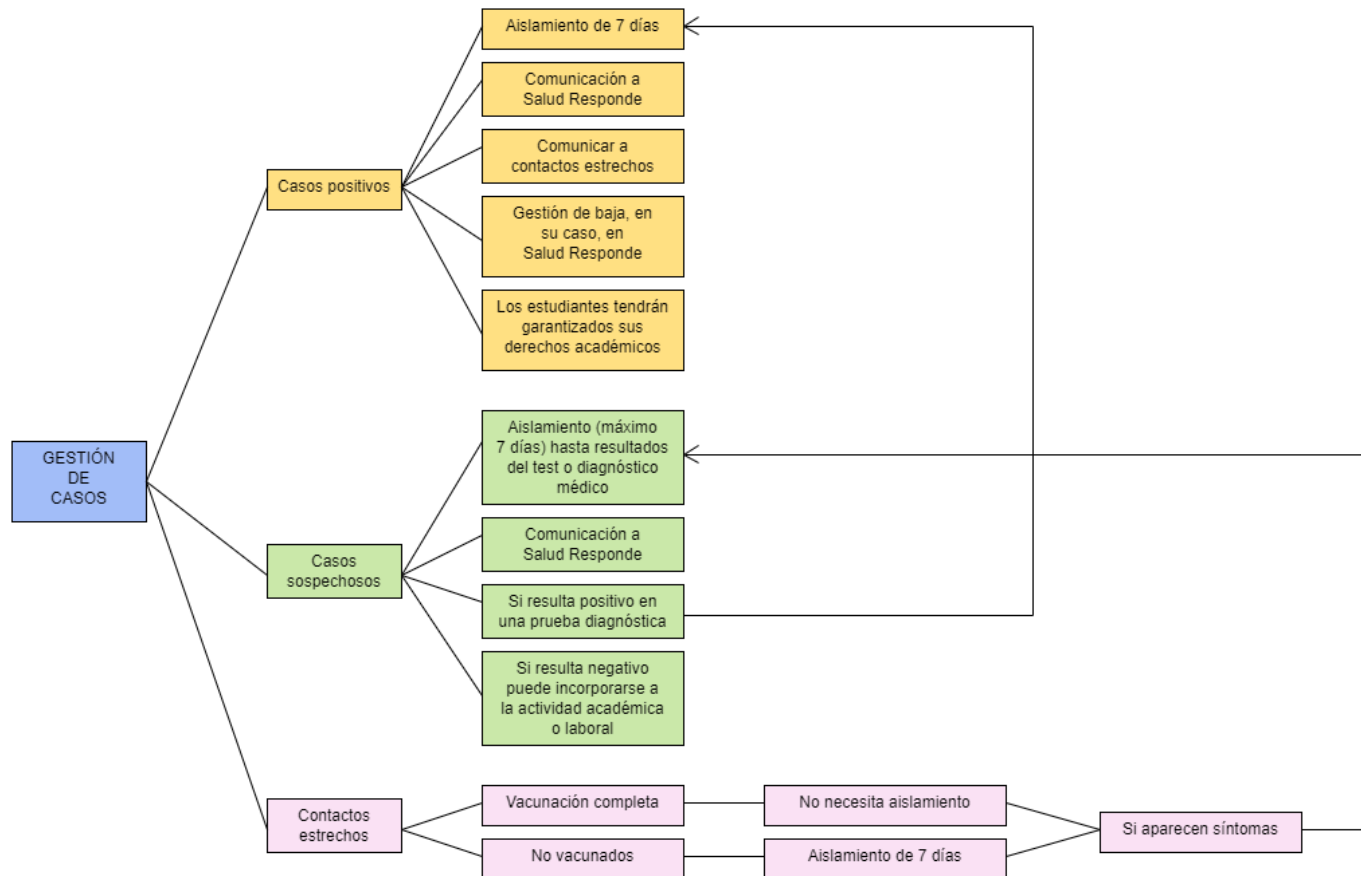 Aislamiento de 7 días
Comunicación a
Salud Responde
Comunicar a
contactos estrechos
Casos positivos
Gestión de baja, en
su caso, en
Salud Responde
Los estudiantes tendrán
garantizados sus
derechos académicos
GESTIÓN
DE
CASOS
Aislamiento (máximo
7 días) hasta resultados
del test o diagnóstico
médico
Comunicación a
Salud Responde
Casos
sospechosos
Si resulta positivo en
una prueba diagnóstica
Si resulta negativo
puede incorporarse a
la actividad académica
o laboral
Contactos
estrechos
Vacunación completa
No necesita aislamiento
No vacunados
Aislamiento de 7 días
Si aparecen síntomas